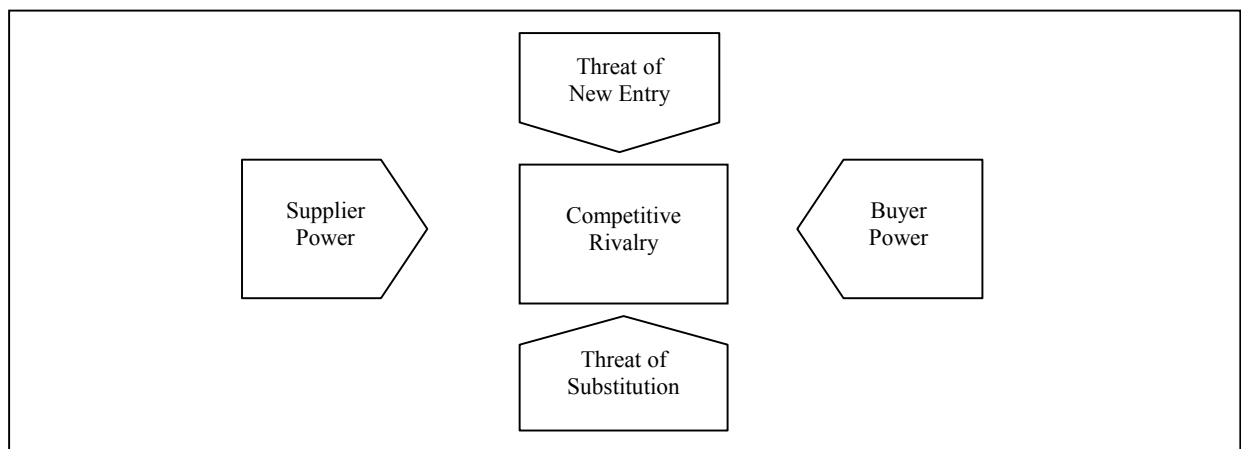 Threat of
New Entry
Supplier
Power
Competitive
Rivalry
Buyer
Power
Threat of
Substitution